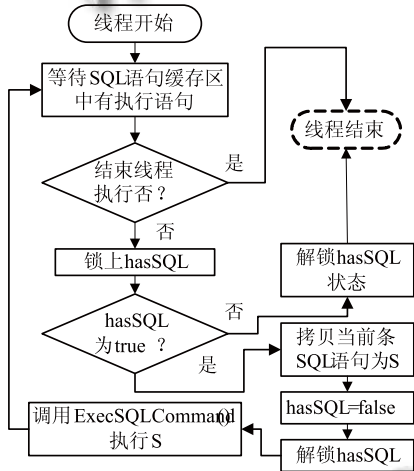 线程开始
等待SQL语句缓存区
中有执行语句
结束线程
执行否？
是
否
线程结束
锁上hasSQL
hasSQL
为true ？
否
是
解锁hasSQL
状态
拷贝当前条
SQL语句为S
hasSQL=false
解锁hasSQL
调用ExecSQLCommand()
执行S